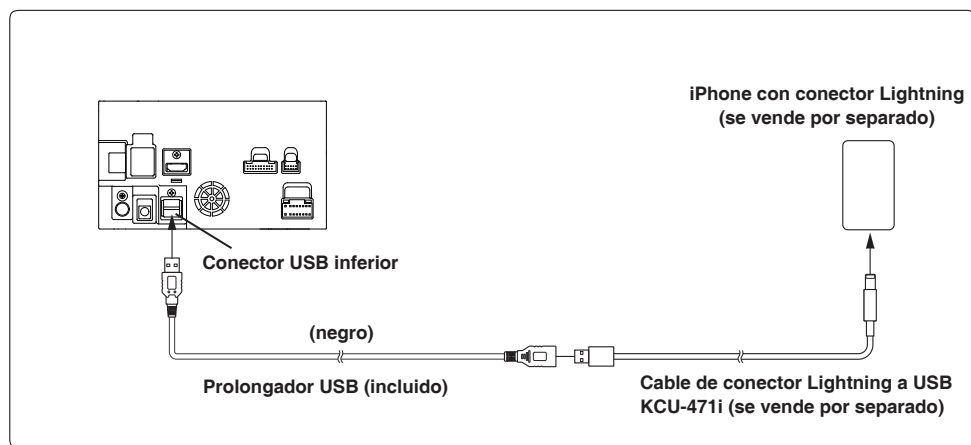 iPhone con conector Lightning
(se vende por separado)
Conector USB inferior
(negro)
Prolongador USB (incluido)
Cable de conector Lightning a USB
KCU-471i (se vende por separado)